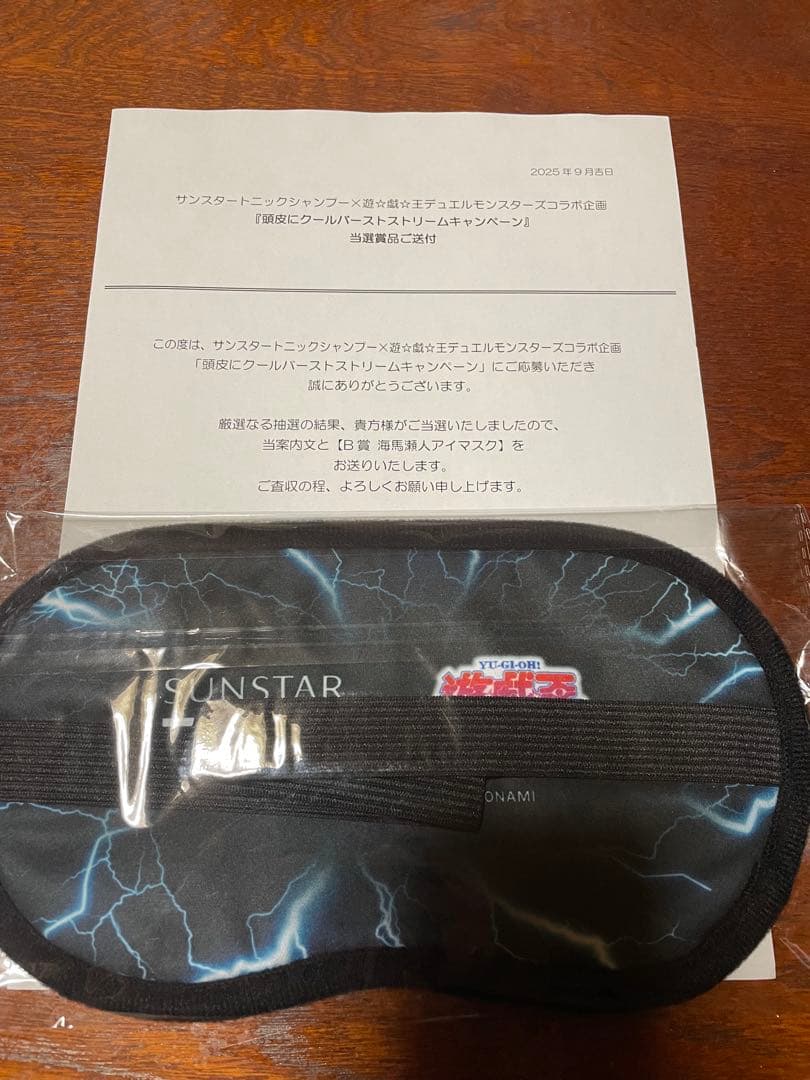 2025年9月吉日
サンスタートニックシャンプー×遊☆戯☆王デュエルモンスターズコラボ企画
『頭皮にクールバーストストリームキャンペーン』
当選賞品ご送付
この度は、サンスタートニックシャンプー×遊☆戯☆王デュエルモンスターズコラボ企画
「頭皮にクールバーストストリームキャンペーン」にご応募いただき
誠にありがとうございます。
厳選なる抽選の結果、貴方様がご当選いたしましたので、
当案内文と【B賞 海馬瀬人アイマスク】を
お送りいたします。
ご査収の程、よろしくお願い申し上げます。
SUNSTAR
YU-GI-OH!
遊戯王
ONAMI